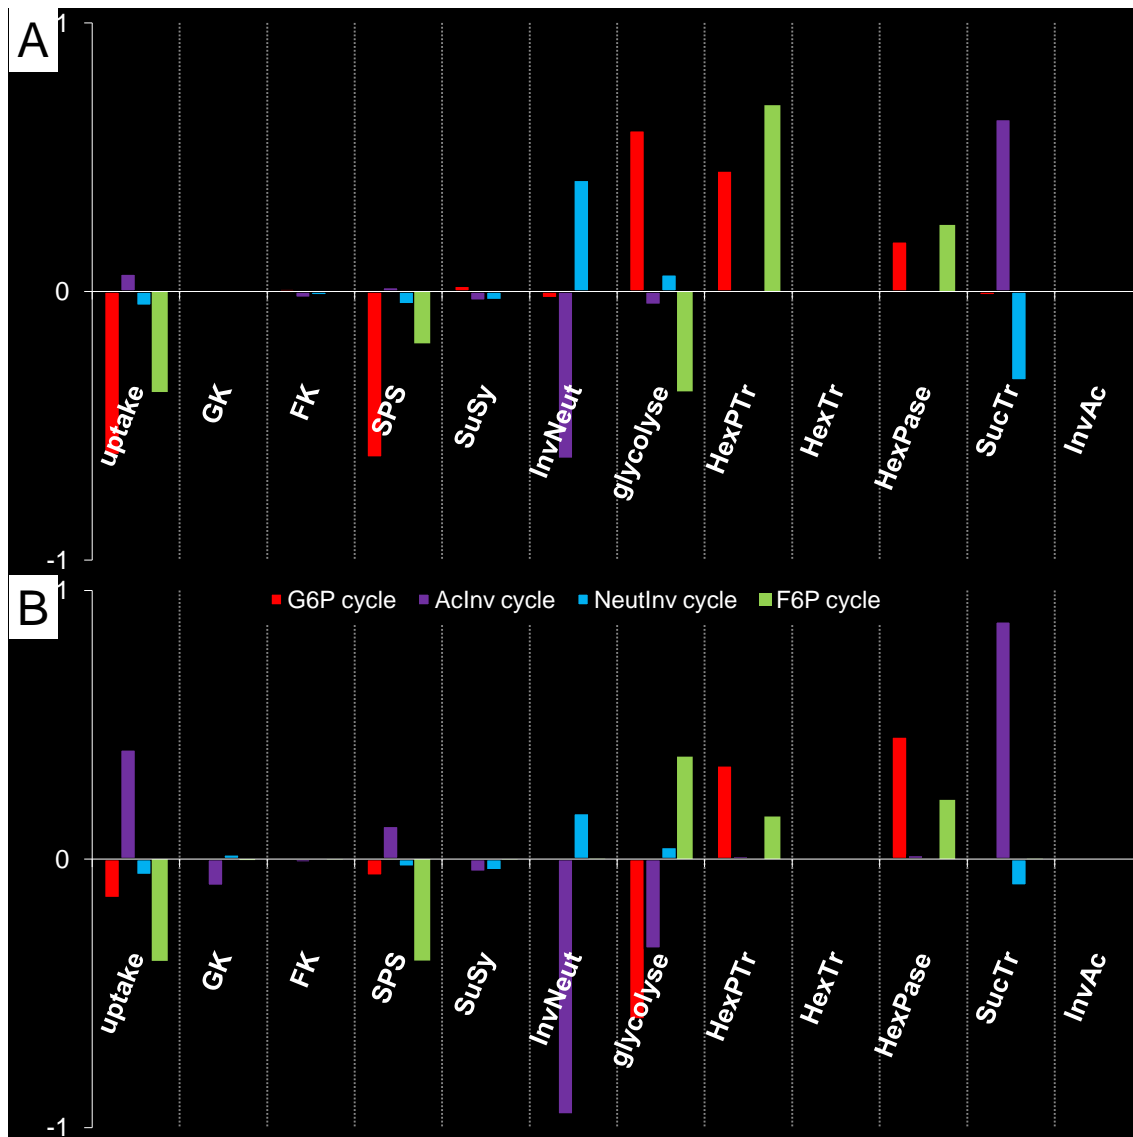 A
1
0
-1
uptake
GK
FK
SPS
SuSy
InvNeut
glycolyse
HexPTr
HexTr
HexPase
SucTr
InvAc
B
1
G6P cycle AcInv cycle NeutInv cycle F6P cycle
0
-1
uptake
GK
FK
SPS
SuSy
InvNeut
glycolyse
HexPTr
HexTr
HexPase
SucTr
InvAc